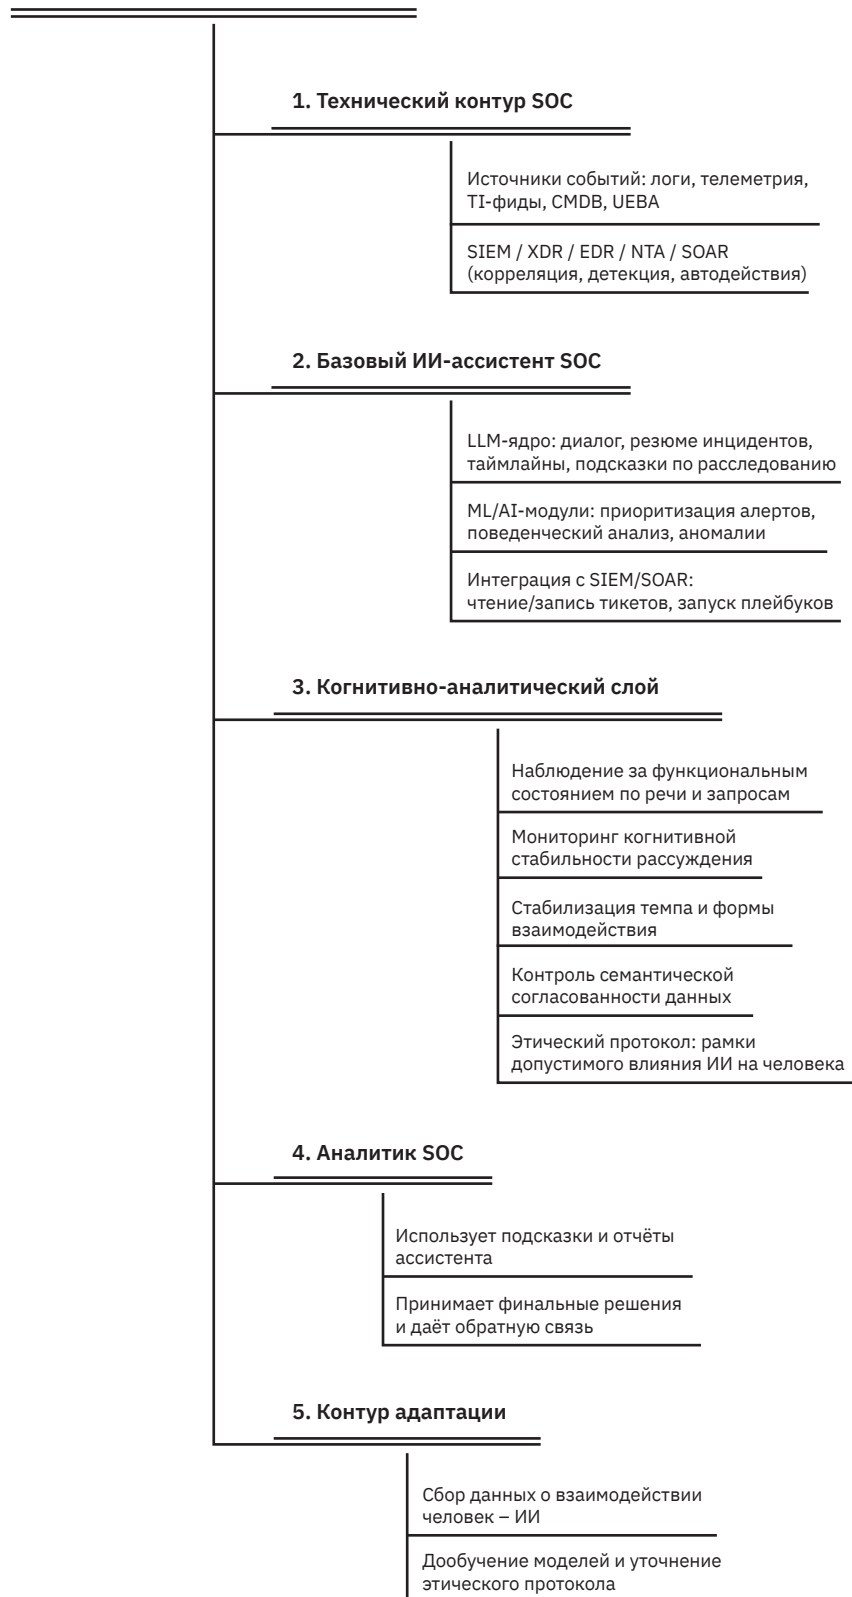 1. Технический контур SOC
Источники событий: логи, телеметрия,
TI-фиды, CMDB, UEBA
SIEM / XDR / EDR / NTA / SOAR
(корреляция, детекция, автодействия)
2. Базовый ИИ-ассистент SOC
LLM-ядро: диалог, резюме инцидентов,
таймлайны, подсказки по расследованию
ML/AI-модули: приоритизация алертов,
поведенческий анализ, аномалии
Интеграция с SIEM/SOAR:
чтение/запись тикетов, запуск плейбуков
3. Когнитивно-аналитический слой
Наблюдение за функциональным
состоянием по речи и запросам
Мониторинг когнитивной
стабильности рассуждения
Стабилизация темпа и формы
взаимодействия
Контроль семантической
согласованности данных
Этический протокол: рамки
допустимого влияния ИИ на человека
4. Аналитик SOC
Использует подсказки и отчёты
ассистента
Принимает финальные решения
и даёт обратную связь
5. Контур адаптации
Сбор данных о взаимодействии
человек – ИИ
Дообучение моделей и уточнение
этического протокола